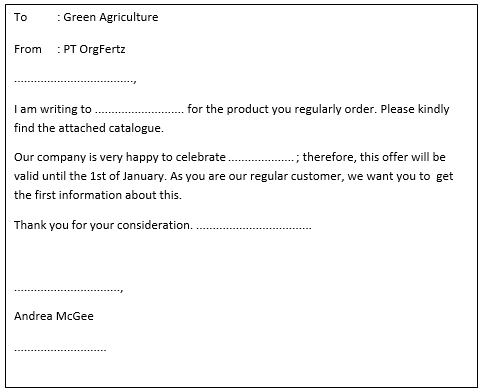 To : Green Agriculture
From : PT OrgFertz
....................................,
I am writing to ........................... for the product you regularly order. Please kindly
find the attached catalogue.
Our company is very happy to celebrate .................... ; therefore, this offer will be
valid until the 1st of January. As you are our regular customer, we want you to get
the first information about this.
Thank you for your consideration. ...................................
................................,
Andrea McGee
............................